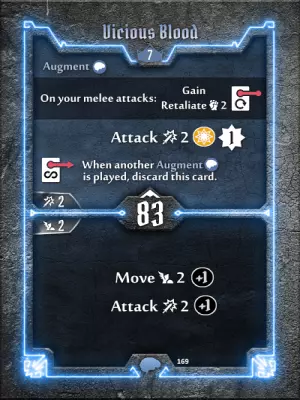 Vicious Blood
7
Augment
On your melee attacks: Gain
Retaliate 2
Attack 2 1
When another Augment
is played, discard this card.
2
83
2
Move 2 +1
Attack 2 +1
169